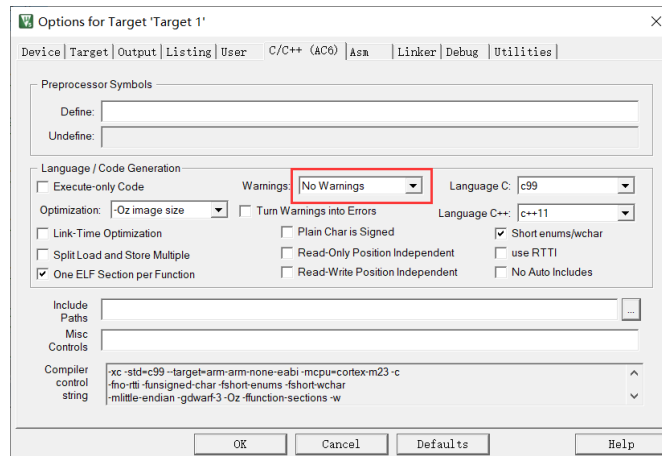 Options for Target 'Target 1'
Device Target Output Listing User C/C++ (AC6) Asm Linker Debug Utilities
Preprocessor Symbols
Define:
Undefine:
Language / Code Generation
Execute-only Code Warnings: No Warnings Language C: c99
Optimization: -Oz image size Turn Warnings into Errors Language C++: c++11
Link-Time Optimization Plain Char is Signed Short enums/wchar
Split Load and Store Multiple Read-Only Position Independent use RTTI
One ELF Section per Function Read-Write Position Independent No Auto Includes
Include
Paths
...
Misc
Controls
Compiler
control
string
-xc -std=c99 --target=arm-arm-none-eabi -mcpu=cortex-m23 -c
-fno-rtti -funsigned-char -fshort-enums -fshort-wchar
-mlittle-endian -gdwarf-3 -Oz -ffunction-sections -w
OK Cancel Defaults Help